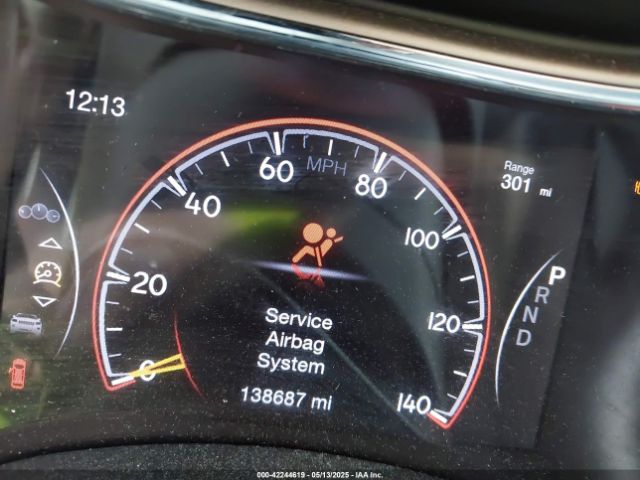 12:13
Range
301 mi
MPH
0
20
40
60
80
100
120
140
P
R
N
D
Service
Airbag
System
138687 mi
000-42244619 - 05/13/2025 - IAA Inc.